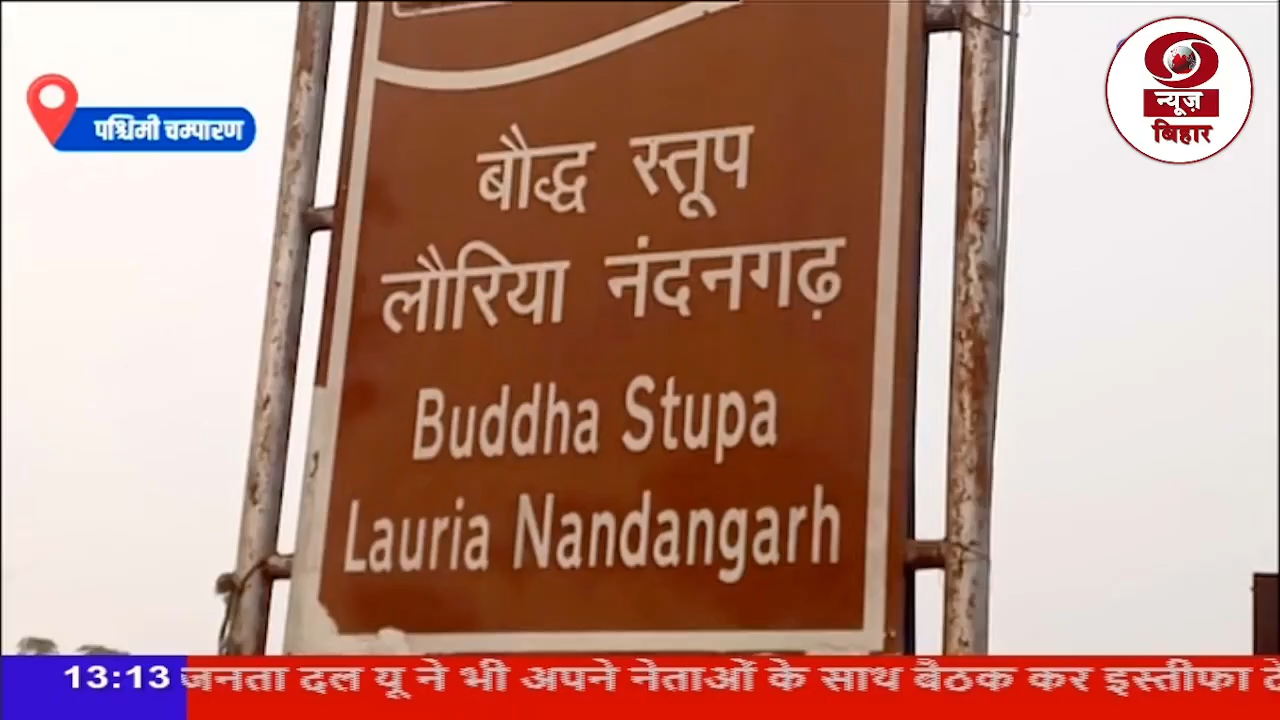 पश्चिमी चम्पारण
न्यूज़
बिहार
बौद्ध स्तूप
लौरिया नंदनगढ़
Buddha Stupa
Lauria Nandangarh
13:13 जनता दल यू ने भी अपने नेताओं के साथ बैठक कर इस्तीफा